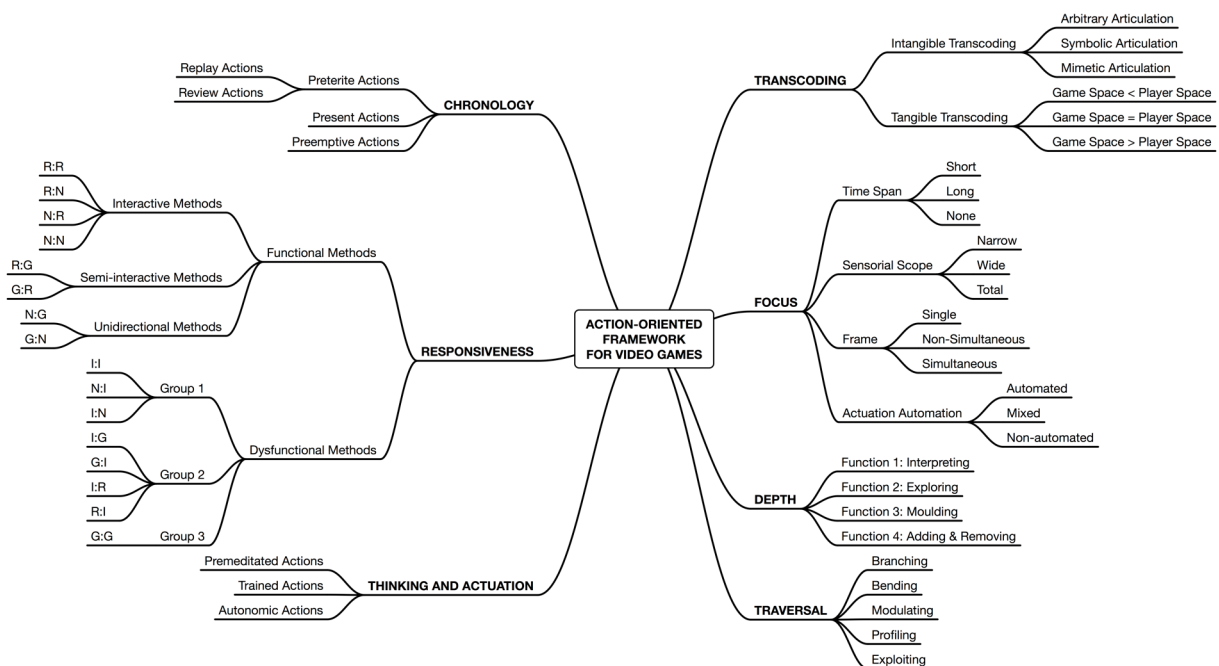 ACTION-ORIENTED
FRAMEWORK
FOR VIDEO GAMES
CHRONOLOGY
Preterite Actions
Replay Actions
Review Actions
Present Actions
Preemptive Actions
RESPONSIVENESS
Functional Methods
Interactive Methods
R:R
R:N
N:R
N:N
Semi-interactive Methods
R:G
G:R
Unidirectional Methods
N:G
G:N
Dysfunctional Methods
Group 1
I:I
N:I
I:N
Group 2
I:G
G:I
I:R
R:I
Group 3
G:G
THINKING AND ACTUATION
Premeditated Actions
Trained Actions
Autonomic Actions
TRANSCODING
Intangible Transcoding
Arbitrary Articulation
Symbolic Articulation
Mimetic Articulation
Tangible Transcoding
Game Space < Player Space
Game Space = Player Space
Game Space > Player Space
FOCUS
Time Span
Short
Long
None
Sensorial Scope
Narrow
Wide
Total
Frame
Single
Non-Simultaneous
Simultaneous
Actuation Automation
Automated
Mixed
Non-automated
DEPTH
Function 1: Interpreting
Function 2: Exploring
Function 3: Moulding
Function 4: Adding & Removing
TRAVERSAL
Branching
Bending
Modulating
Profiling
Exploiting